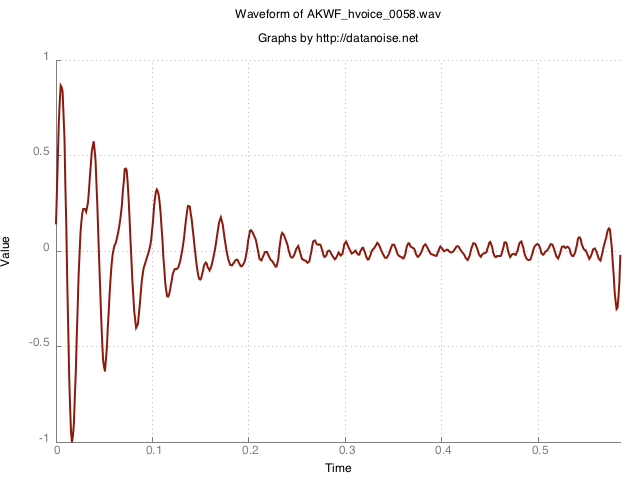 Waveform of AKWF_hvoice_0058.wav
Graphs by http://datanoise.net
1
0.5
0
-0.5
-1
Value
0 0.1 0.2 0.3 0.4 0.5
Time